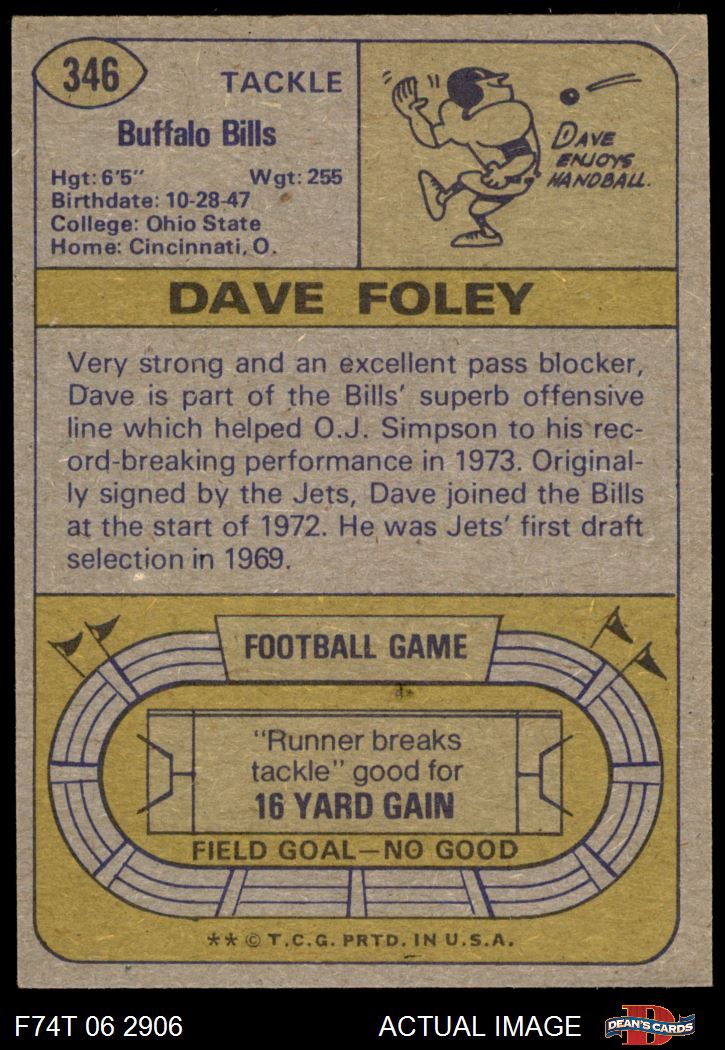 346
TACKLE
Buffalo Bills
Hgt: 6'5" Wgt: 255
Birthdate: 10-28-47
College: Ohio State
Home: Cincinnati, O.
DAVE
ENJOYS
HANDBALL.
DAVE FOLEY
Very strong and an excellent pass blocker,
Dave is part of the Bills' superb offensive
line which helped O.J. Simpson to his rec-
ord-breaking performance in 1973. Original-
ly signed by the Jets, Dave joined the Bills
at the start of 1972. He was Jets' first draft
selection in 1969.
FOOTBALL GAME
"Runner breaks
tackle" good for
16 YARD GAIN
FIELD GOAL—NO GOOD
** © T.C.G. PRTD. IN U.S.A.
F74T 06 2906 ACTUAL IMAGE
D
DEAN'S CARDS